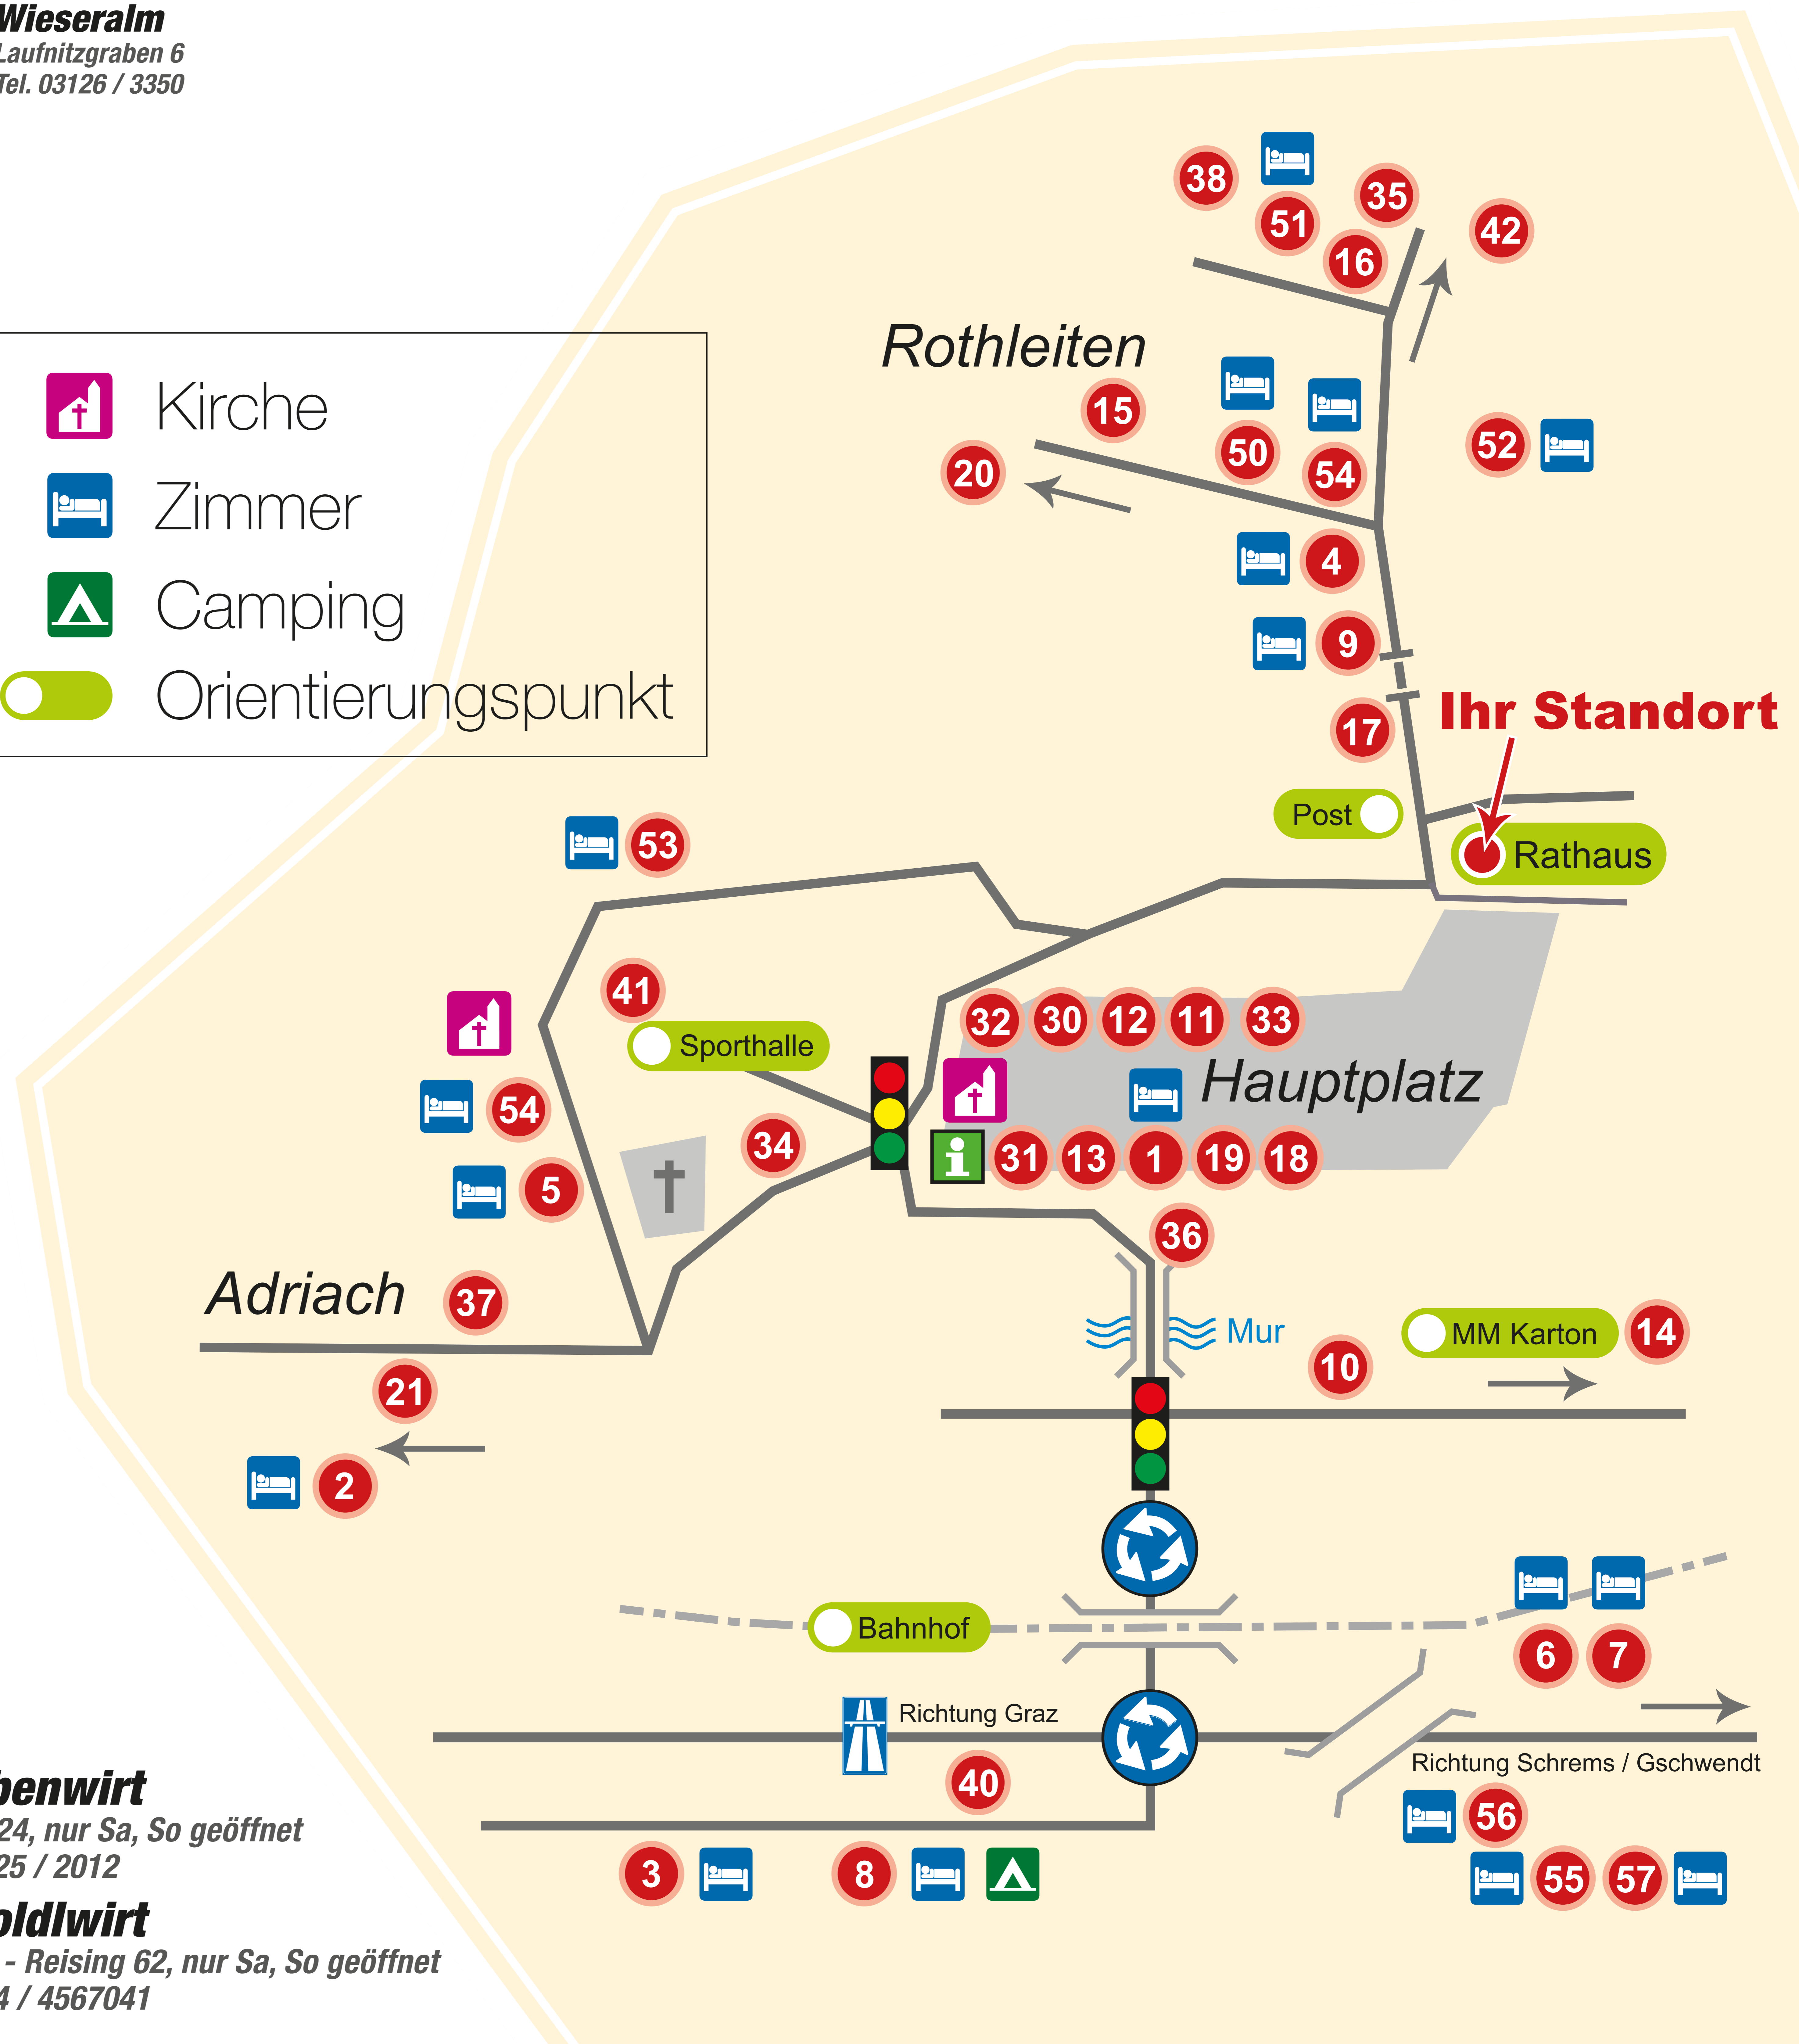 Wieseralm
Laufnitzgraben 6
Tel. 03126 / 3350
Kirche
Zimmer
Camping
Orientierungspunkt
38
51
35
16
42
Rothleiten
15
20
50
54
52
4
9
17
Ihr Standort
Post
Rathaus
53
41
Sporthalle
32 30 12 11 33
Hauptplatz
54
34
31 13 1 19 18
5
36
Adriach
37
Mur
MM Karton
14
10
21
2
Bahnhof
6 7
Richtung Graz
40
Richtung Schrems / Gschwendt
56
3
8
55 57
benwirt
24, nur Sa, So geöffnet
25 / 2012
oldlwirt
- Reising 62, nur Sa, So geöffnet
4 / 4567041